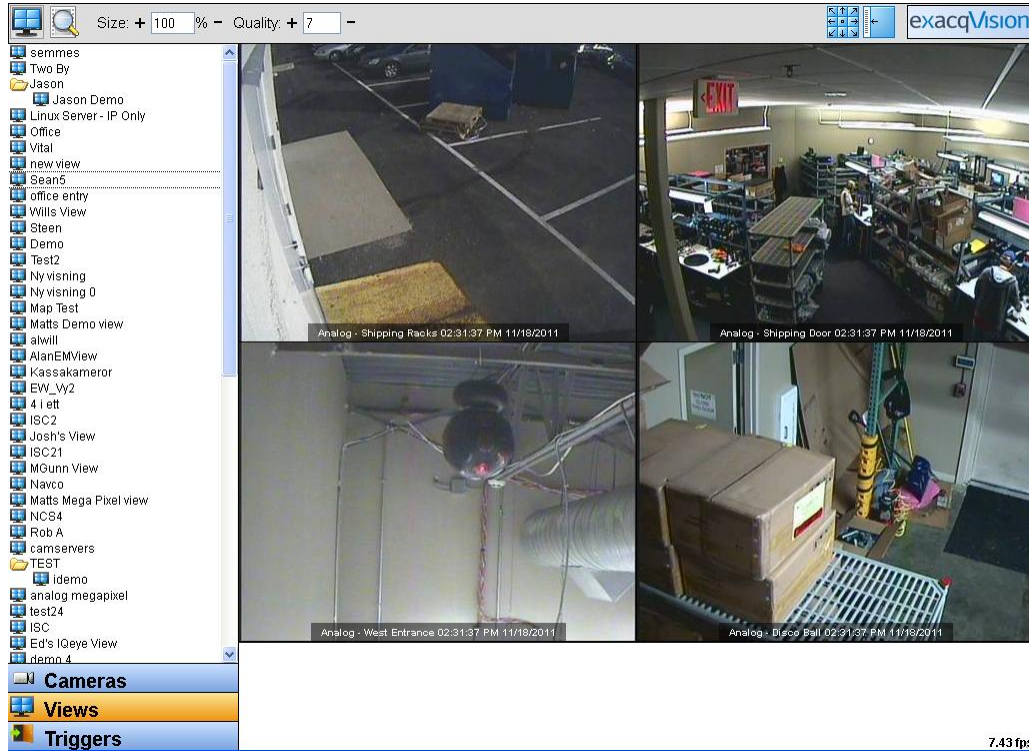 Size: + 100 % - Quality: + 7 -
exacqVision
semmes
Two By
Jason
Jason Demo
Linux Server - IP Only
Office
Vital
new view
Sean5
office entry
Wills View
Steen
Demo
Test2
Ny visning
Ny visning 0
Map Test
Matts Demo view
alwill
AlanEMView
Kassakameror
EW_Vy2
4 i ett
ISC2
Josh's View
ISC21
MGunn View
Navco
Matts Mega Pixel view
NCS4
Rob A
camservers
TEST
idemo
analog megapixel
test24
ISC
Ed's IQeye View
demo 4
Cameras
Views
Triggers
EXIT
Analog - Shipping Racks 02:31:37 PM 11/18/2011
Analog - Shipping Door 02:31:37 PM 11/18/2011
Analog - West Entrance 02:31:37 PM 11/18/2011
Analog - Disco Ball 02:31:37 PM 11/18/2011
7.43 fps